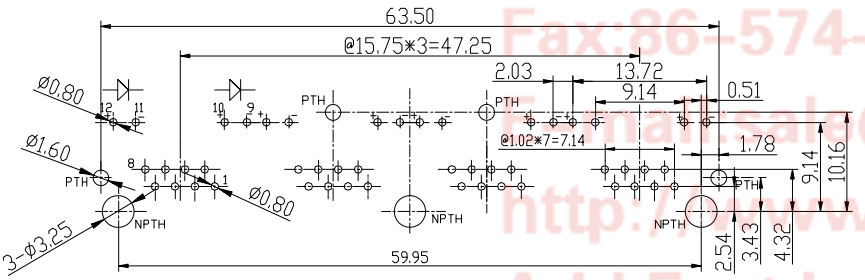 63.50
@15.75*3=47.25
Fax:86-574-
2.03
13.72
0.51
9.14
Ø0.80
12
11
10
9
PTH
PTH
E-mail:sale
@1.02*7=7.14
1.78
Ø1.60
8
1
PTH
PTH
Ø0.80
9.14
10.16
3-Ø3.25
NPTH
NPTH
NPTH
http://www
2.54
3.43
4.32
59.95